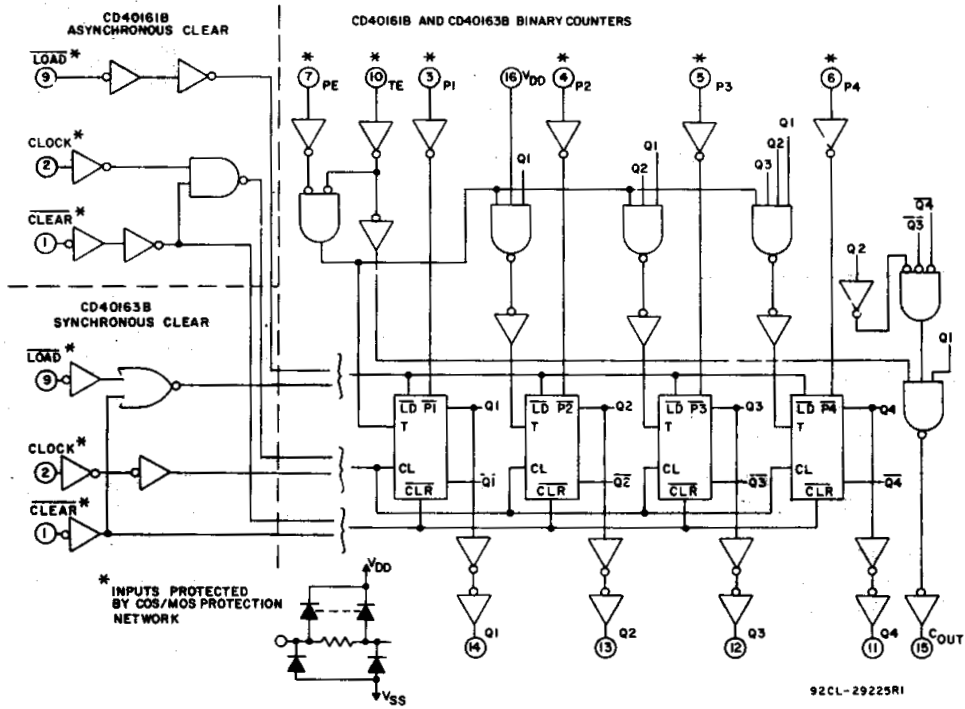 CD40161B
ASYNCHRONOUS CLEAR
CD40161B AND CD40163B BINARY COUNTERS
LOAD *
9
CLOCK *
2
CLEAR *
1
CD40163B
SYNCHRONOUS CLEAR
LOAD *
9
CLOCK *
2
CLEAR *
1
* * * * * *
7 PE
10 TE
3 P1
16 VDD
4 P2
5 P3
6 P4
Q1
Q2 Q1
Q3 Q2 Q1
Q2 Q3 Q4
Q1
LD P1
T
CL
CLR
Q1
Q1
LD P2
T
CL
CLR
Q2
Q2
LD P3
T
CL
CLR
Q3
Q3
LD P4
T
CL
CLR
Q4
Q4
14 Q1
13 Q2
12 Q3
11 Q4
15 COUT
* INPUTS PROTECTED
BY COS/MOS PROTECTION
NETWORK
VDD
VSS
92CL-29225R1